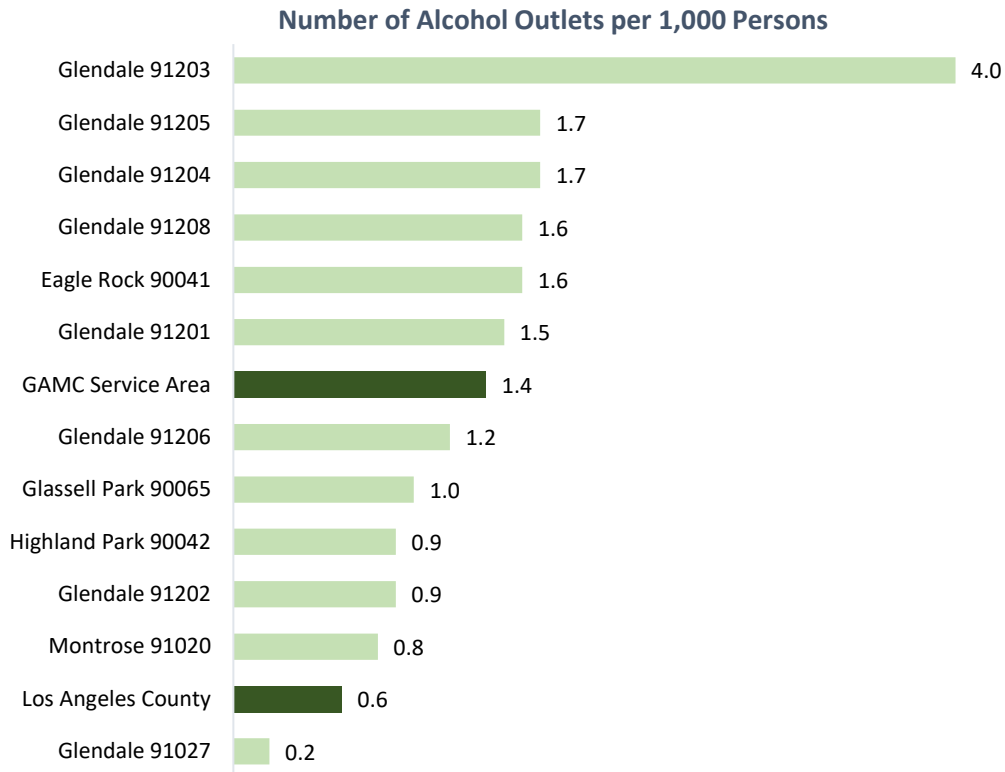 Number of Alcohol Outlets per 1,000 Persons
Glendale 91203 4.0
Glendale 91205 1.7
Glendale 91204 1.7
Glendale 91208 1.6
Eagle Rock 90041 1.6
Glendale 91201 1.5
GAMC Service Area 1.4
Glendale 91206 1.2
Glassell Park 90065 1.0
Highland Park 90042 0.9
Glendale 91202 0.9
Montrose 91020 0.8
Los Angeles County 0.6
Glendale 91027 0.2